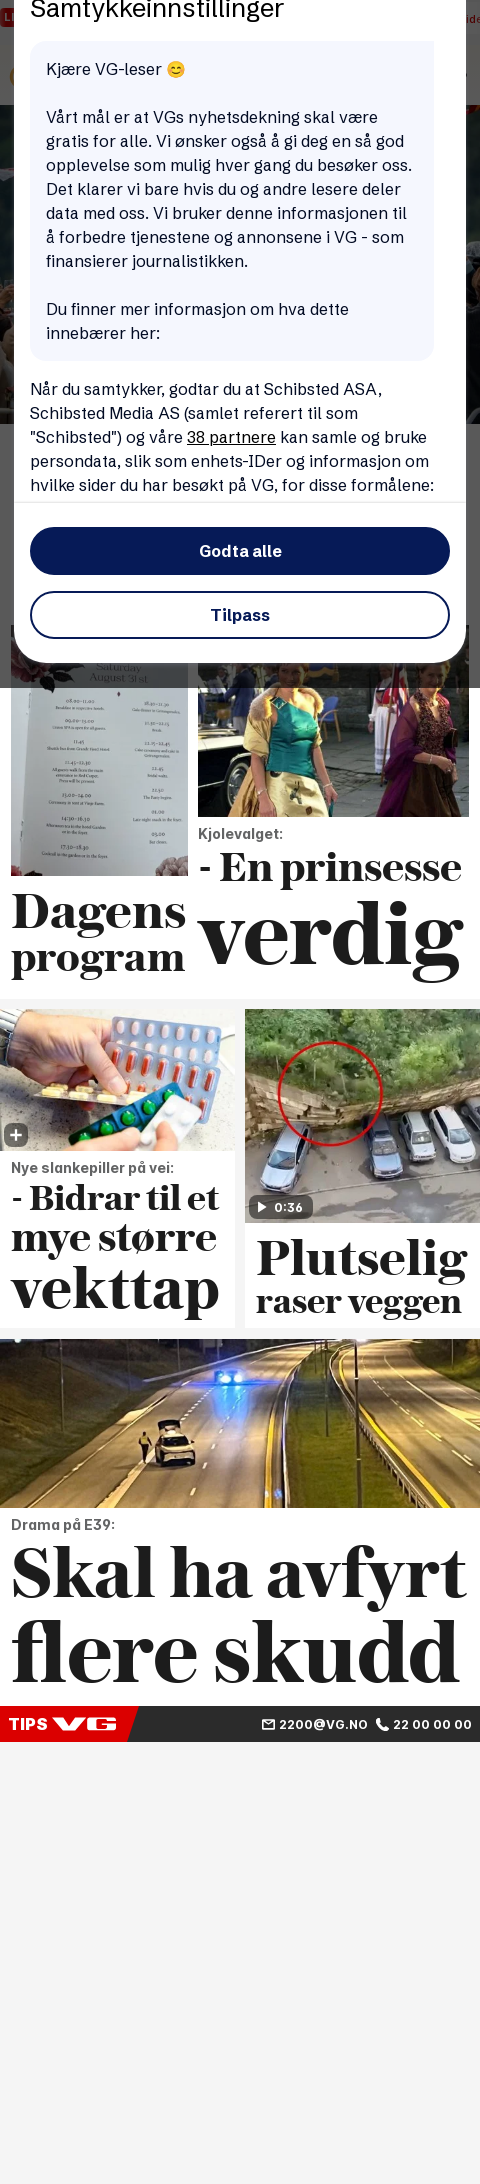 Samtykkeinnstillinger
Kjære VG-leser 😊
Vårt mål er at VGs nyhetsdekning skal være
gratis for alle. Vi ønsker også å gi deg en så god
opplevelse som mulig hver gang du besøker oss.
Det klarer vi bare hvis du og andre lesere deler
data med oss. Vi bruker denne informasjonen til
å forbedre tjenestene og annonsene i VG - som
finansierer journalistikken.
Du finner mer informasjon om hva dette
innebærer her:
Når du samtykker, godtar du at Schibsted ASA,
Schibsted Media AS (samlet referert til som
"Schibsted") og våre 38 partnere kan samle og bruke
persondata, slik som enhets-IDer og informasjon om
hvilke sider du har besøkt på VG, for disse formålene:
Godta alle
Tilpass
Saturday
August 31st
Kjolevalget:
- En prinsesse
verdig
Dagens
program
Nye slankepiller på vei:
- Bidrar til et
mye større
vekttap
0:36
Plutselig
raser veggen
Drama på E39:
Skal ha avfyrt
flere skudd
TIPS VG 2200@VG.NO 22 00 00 00